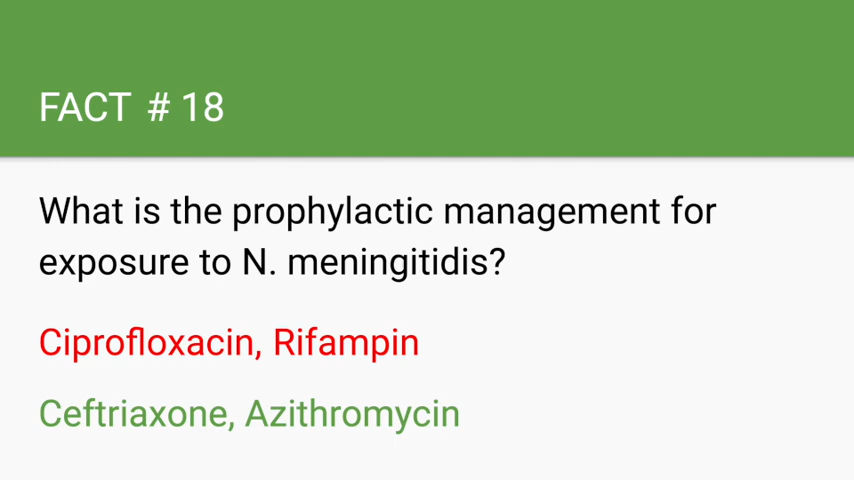 FACT # 18
What is the prophylactic management for
exposure to N. meningitidis?
Ciprofloxacin, Rifampin
Ceftriaxone, Azithromycin